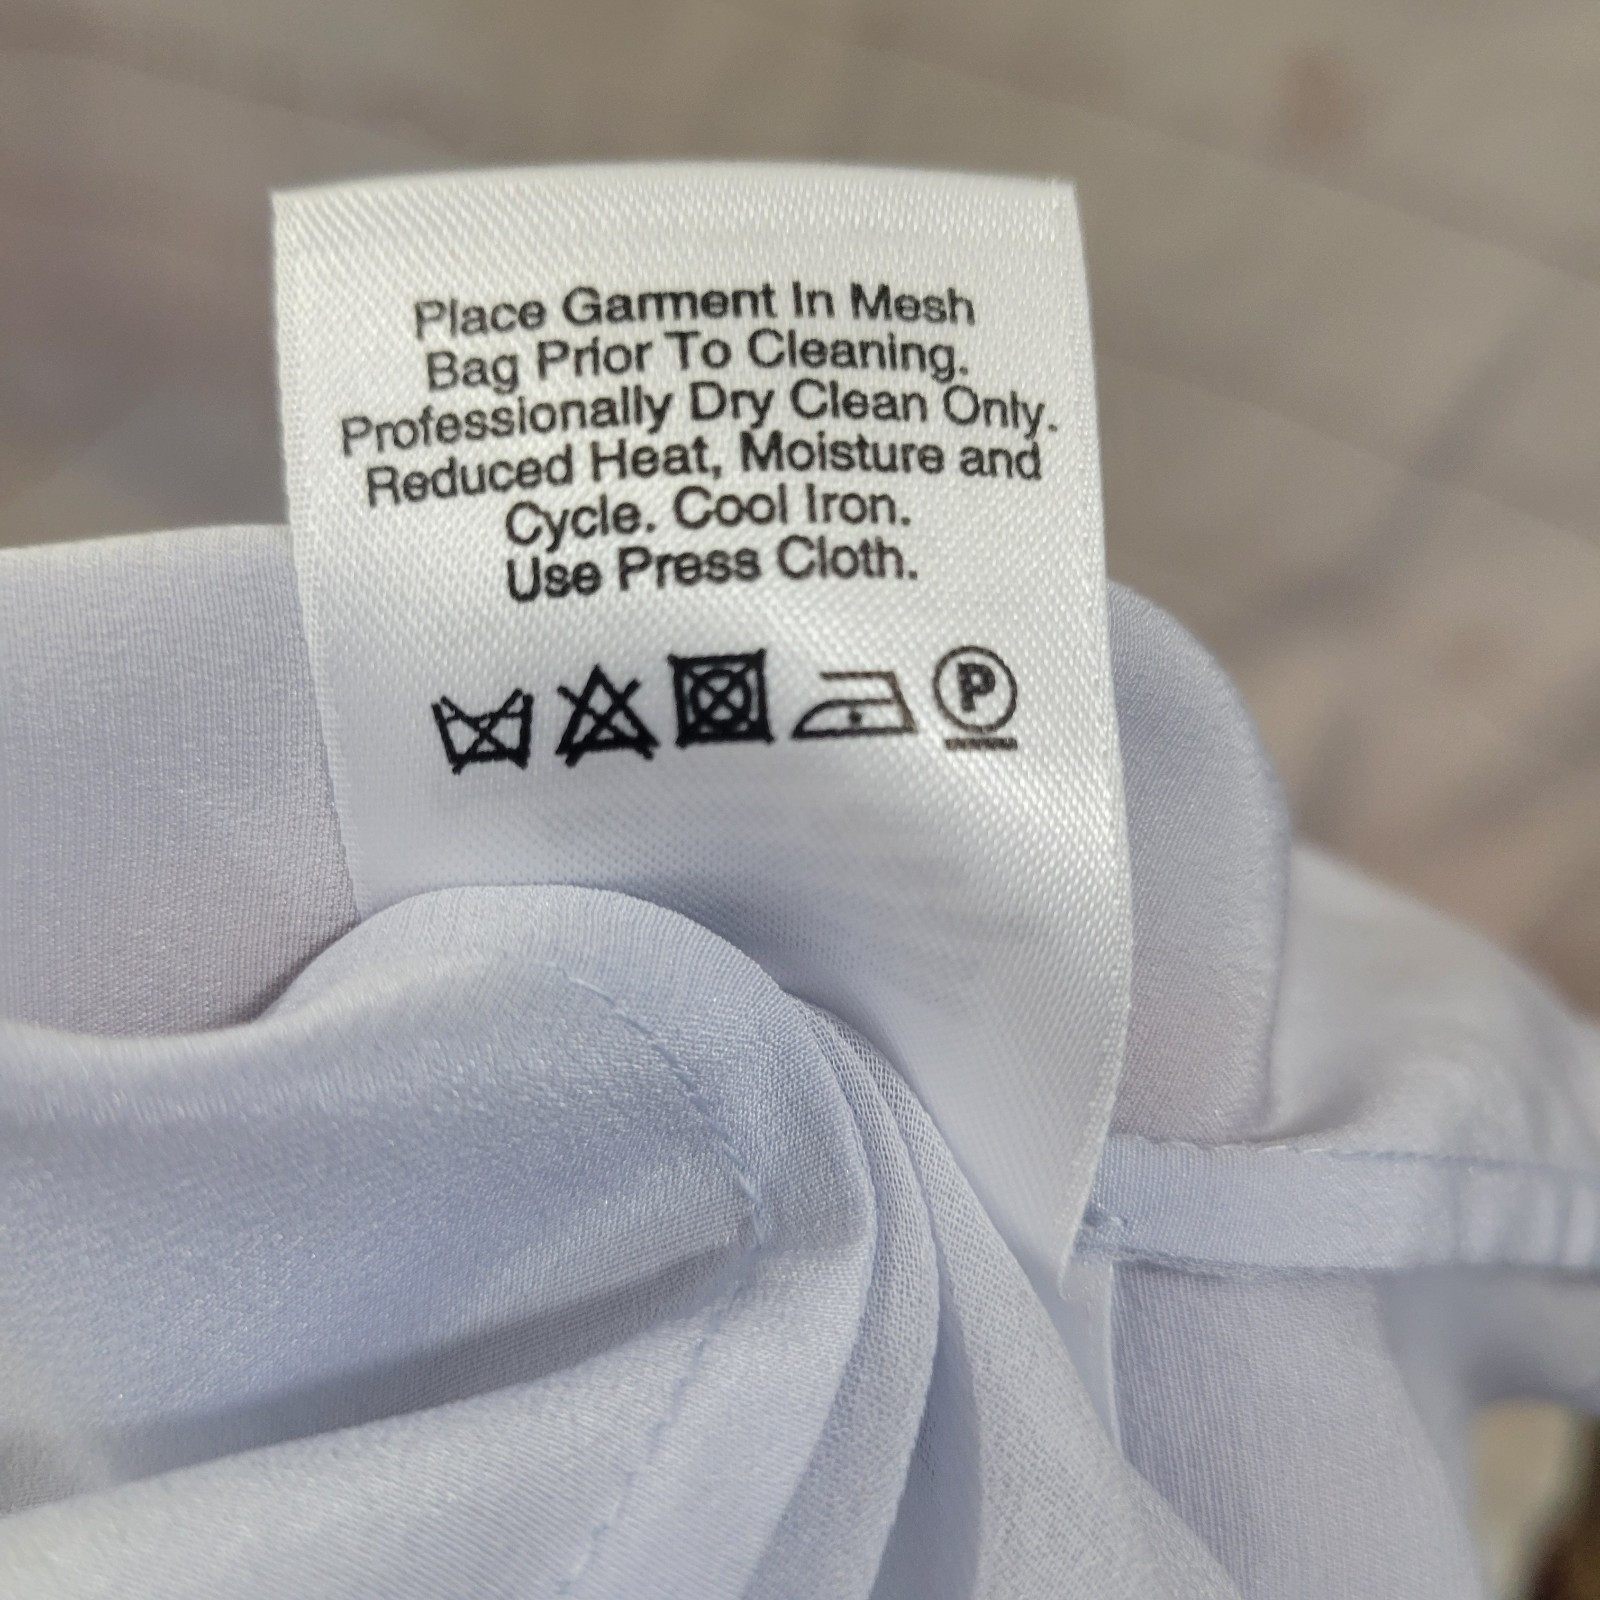 Place Garment In Mesh
Bag Prior To Cleaning.
Professionally Dry Clean Only.
Reduced Heat, Moisture and
Cycle. Cool Iron.
Use Press Cloth.
P